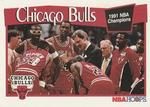 CHICAGO BULLS
1991 NBA
CHAMPIONS
CHICAGO
BULLS
NBA HOOPS